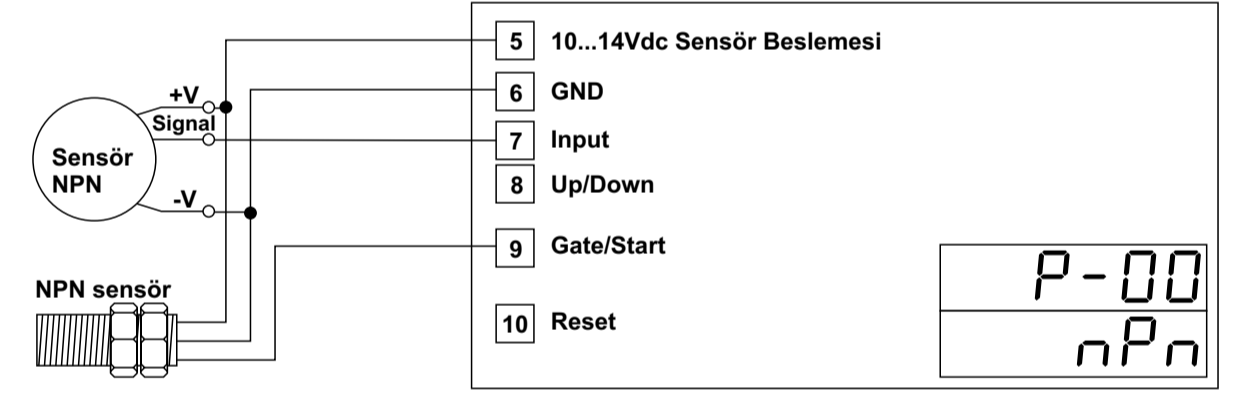 5 10...14Vdc Sensör Beslemesi
6 GND
+V
Signal
7 Input
Sensör
NPN
8 Up/Down
-V
9 Gate/Start
P-00
NPN sensör
10 Reset
nPn